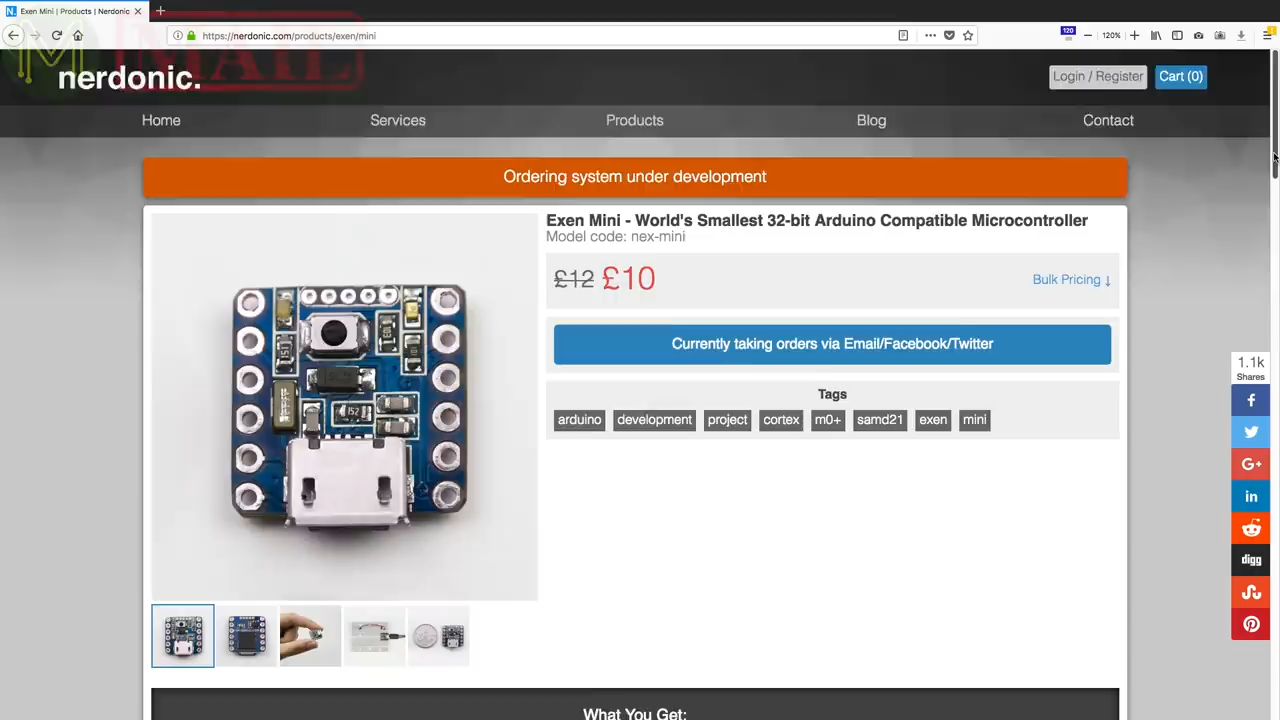 Exen Mini | Products | Nerdonic
https://nerdonic.com/products/exen/mini
120
120%
MAIL
nerdonic.
Login / Register
Cart (0)
Home
Services
Products
Blog
Contact
Ordering system under development
Exen Mini - World's Smallest 32-bit Arduino Compatible Microcontroller
Model code: nex-mini
£12 £10
Bulk Pricing ↓
Currently taking orders via Email/Facebook/Twitter
Tags
arduino development project cortex m0+ samd21 exen mini
1.1k
Shares
G+
in
digg
What You Get: